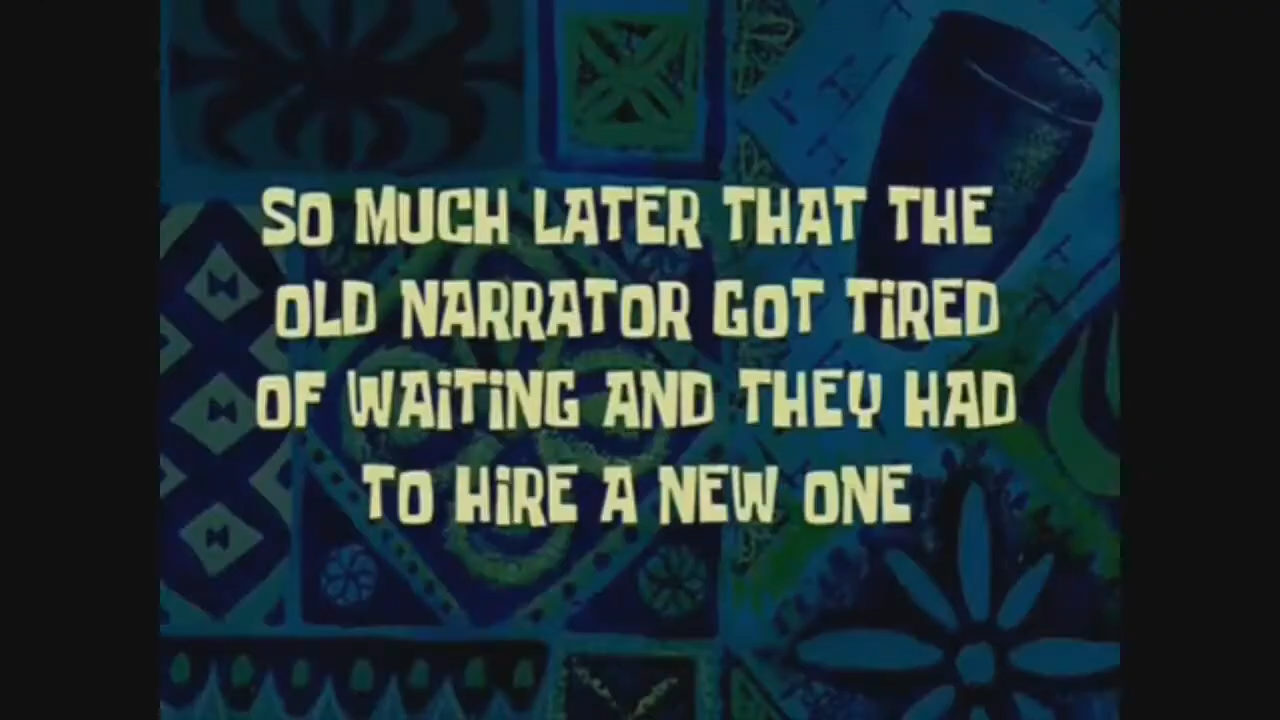 SO MUCH LATER THAT THE
OLD NARRATOR GOT TiRED
OF WAiTiNG AND THEY HAD
TO HiRE A NEW ONE